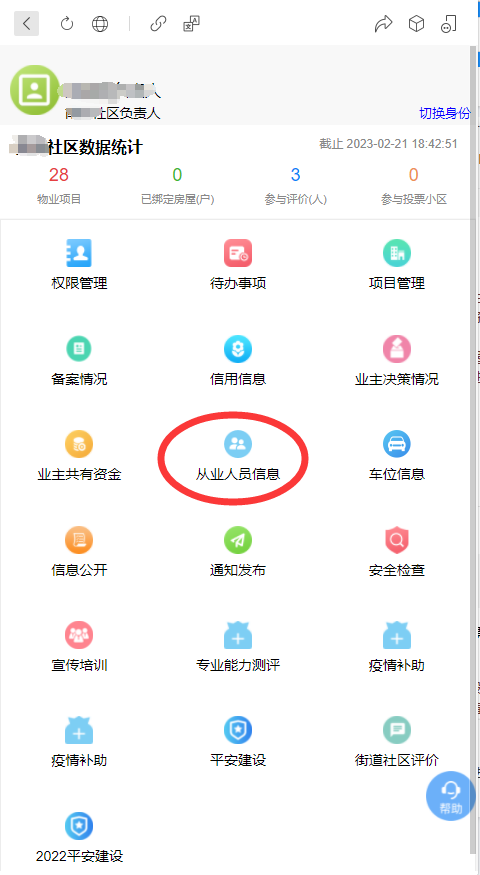 社区负责人
切换身份
社区数据统计
截止 2023-02-21 18:42:51
28 0 3 0
物业项目 已绑定房屋(户) 参与评价(人) 参与投票小区
权限管理 待办事项 项目管理
备案情况 信用信息 业主决策情况
业主共有资金 从业人员信息 车位信息
信息公开 通知发布 安全检查
宣传培训 专业能力测评 疫情补助
疫情补助 平安建设 街道社区评价
帮助
2022平安建设